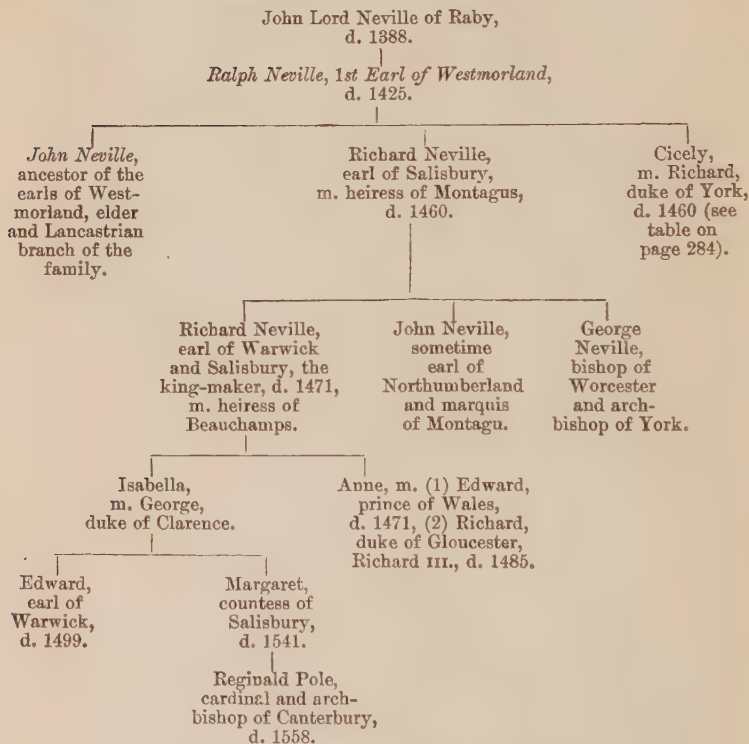 John Lord Neville of Raby,
d. 1388.
Ralph Neville, 1st Earl of Westmorland,
d. 1425.
John Neville,
ancestor of the
earls of West-
morland, elder
and Lancastrian
branch of the
family.
Richard Neville,
earl of Salisbury,
m. heiress of Montagus,
d. 1460.
Cicely,
m. Richard,
duke of York,
d. 1460 (see
table on
page 284).
Richard Neville,
earl of Warwick
and Salisbury, the
king-maker, d. 1471,
m. heiress of
Beauchamps.
John Neville,
sometime
earl of
Northumberland
and marquis
of Montagu.
George
Neville,
bishop of
Worcester
and arch-
bishop of York.
Isabella,
m. George,
duke of Clarence.
Anne, m. (1) Edward,
prince of Wales,
d. 1471, (2) Richard,
duke of Gloucester,
Richard III., d. 1485.
Edward,
earl of
Warwick,
d. 1499.
Margaret,
countess of
Salisbury,
d. 1541.
Reginald Pole,
cardinal and arch-
bishop of Canterbury,
d. 1558.